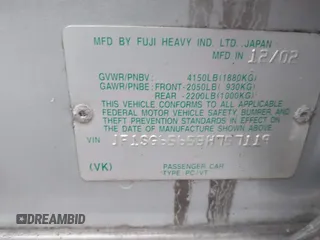 MFD BY FUJI HEAVY IND. LTD. JAPAN
MFD IN 12/02
GVWR/PNBV: 4150LB(1880KG)
GAWR/PNBE: FRONT-2050LB( 930KG)
REAR -2200LB(1000KG)
THIS VEHICLE CONFORMS TO ALL APPLICABLE
FEDERAL MOTOR VEHICLE SAFETY, BUMPER, AND
THEFT PREVENTION STANDARDS IN EFFECT ON
THE DATE OF MANUFACTURE SHOWN ABOVE.
VIN
(VK) PASSENGER CAR
TYPE PC/VT
DREAMBID